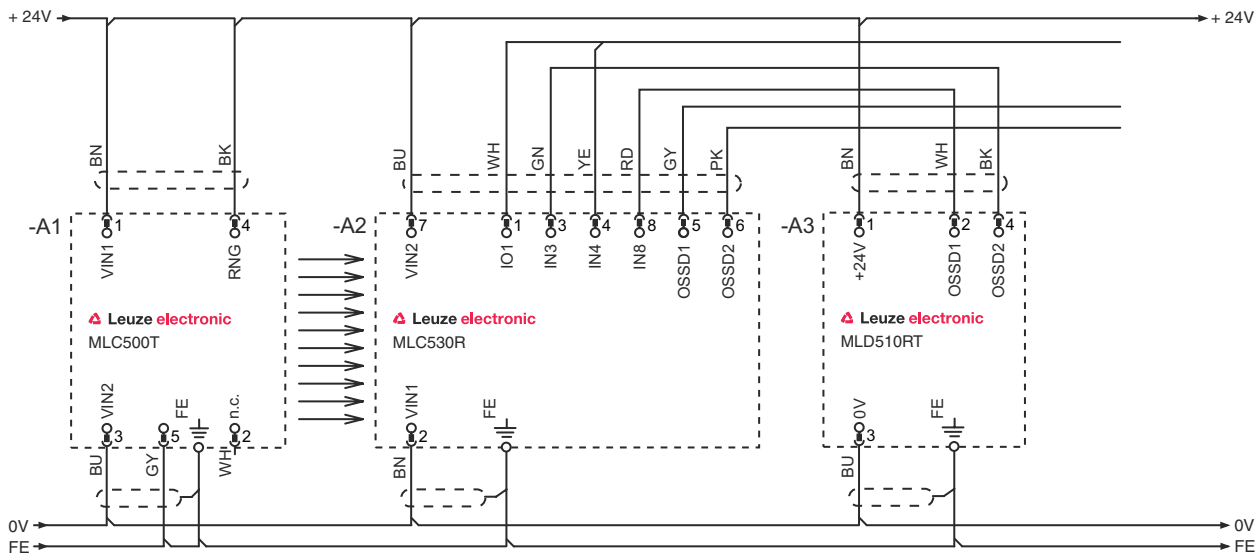 + 24V
+ 24V
BN
BK
BU
WH
GN
YE
RD
GY
PK
BN
WH
BK
-A1
1
4
-A2
7
1
3
4
8
5
6
-A3
1
2
4
VIN1
RNG
VIN2
IO1
IN3
IN4
IN8
OSSD1
OSSD2
+24V
OSSD1
OSSD2
Leuze electronic
MLC500T
Leuze electronic
MLC530R
Leuze electronic
MLD510RT
VIN2
FE
n.c.
VIN1
FE
0V
FE
3
5
2
2
3
BU
GY
WH
BN
BU
0V
0V
FE
FE